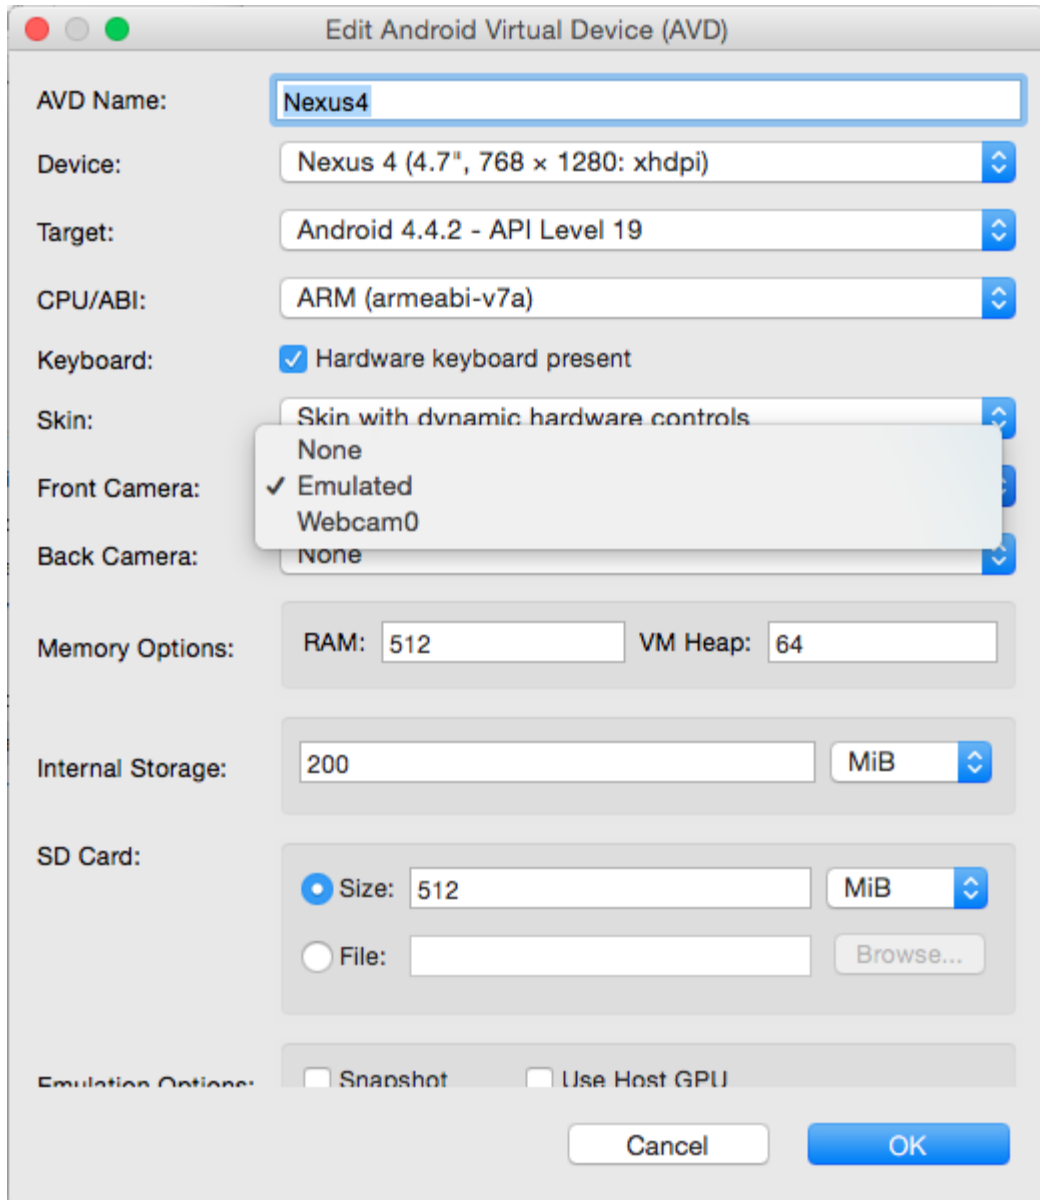 Edit Android Virtual Device (AVD)
AVD Name: Nexus4
Device: Nexus 4 (4.7", 768 × 1280: xhdpi)
Target: Android 4.4.2 - API Level 19
CPU/ABI: ARM (armeabi-v7a)
Keyboard: Hardware keyboard present
Skin: Skin with dynamic hardware controls
None
Front Camera: ✓ Emulated
Webcam0
Back Camera: None
Memory Options: RAM: 512 VM Heap: 64
Internal Storage: 200 MiB
SD Card:
Size: 512 MiB
File: Browse...
Emulation Options: Snapshot Use Host GPU
Cancel OK